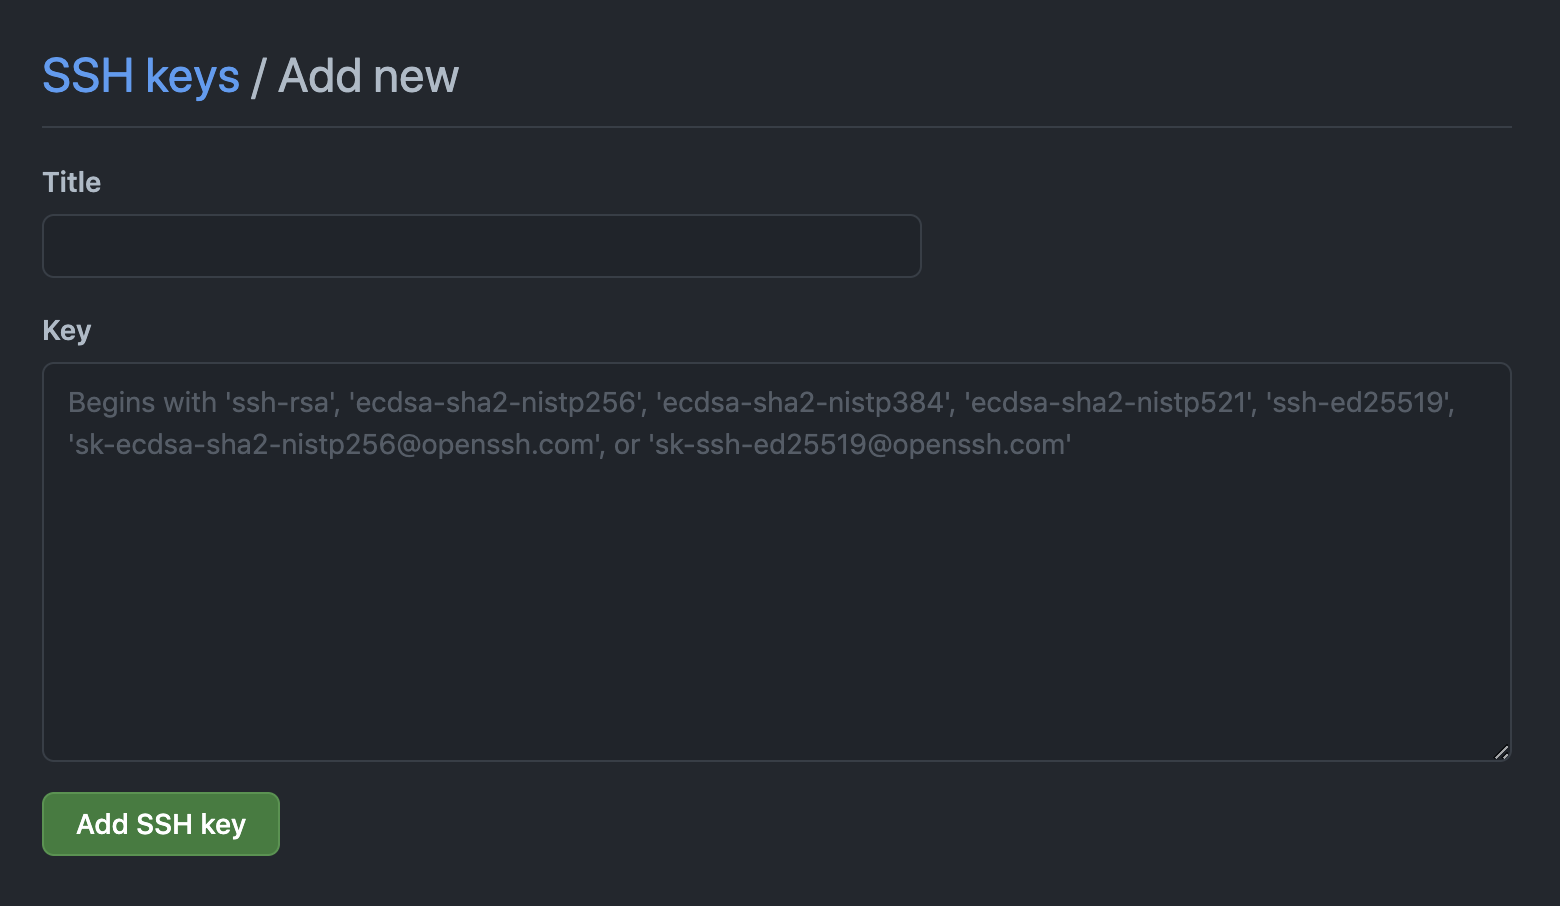 SSH keys / Add new
Title
Key
Begins with 'ssh-rsa', 'ecdsa-sha2-nistp256', 'ecdsa-sha2-nistp384', 'ecdsa-sha2-nistp521', 'ssh-ed25519',
'sk-ecdsa-sha2-nistp256@openssh.com', or 'sk-ssh-ed25519@openssh.com'
Add SSH key